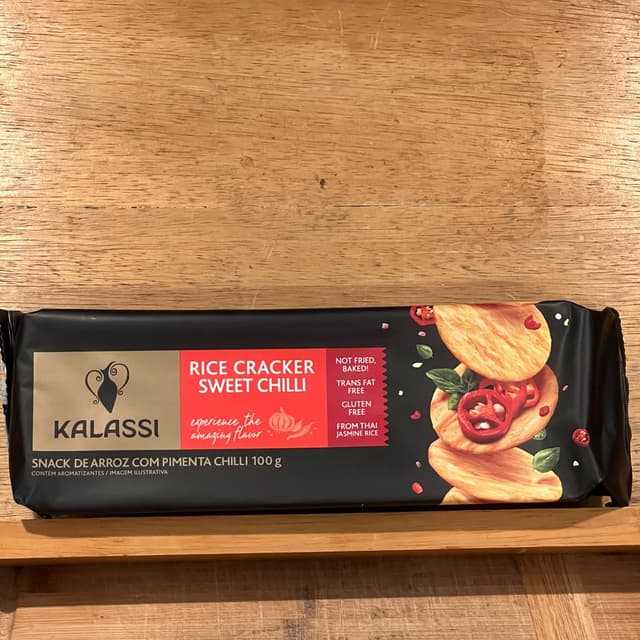 KALASSI
RICE CRACKER
SWEET CHILLI
experience the
amazing flavor
NOT FRIED,
BAKED!
TRANS FAT
FREE
GLUTEN
FREE
FROM THAI
JASMINE RICE
SNACK DE ARROZ COM PIMENTA CHILLI 100 g
CONTÉM AROMATIZANTES / IMAGEM ILUSTRATIVA